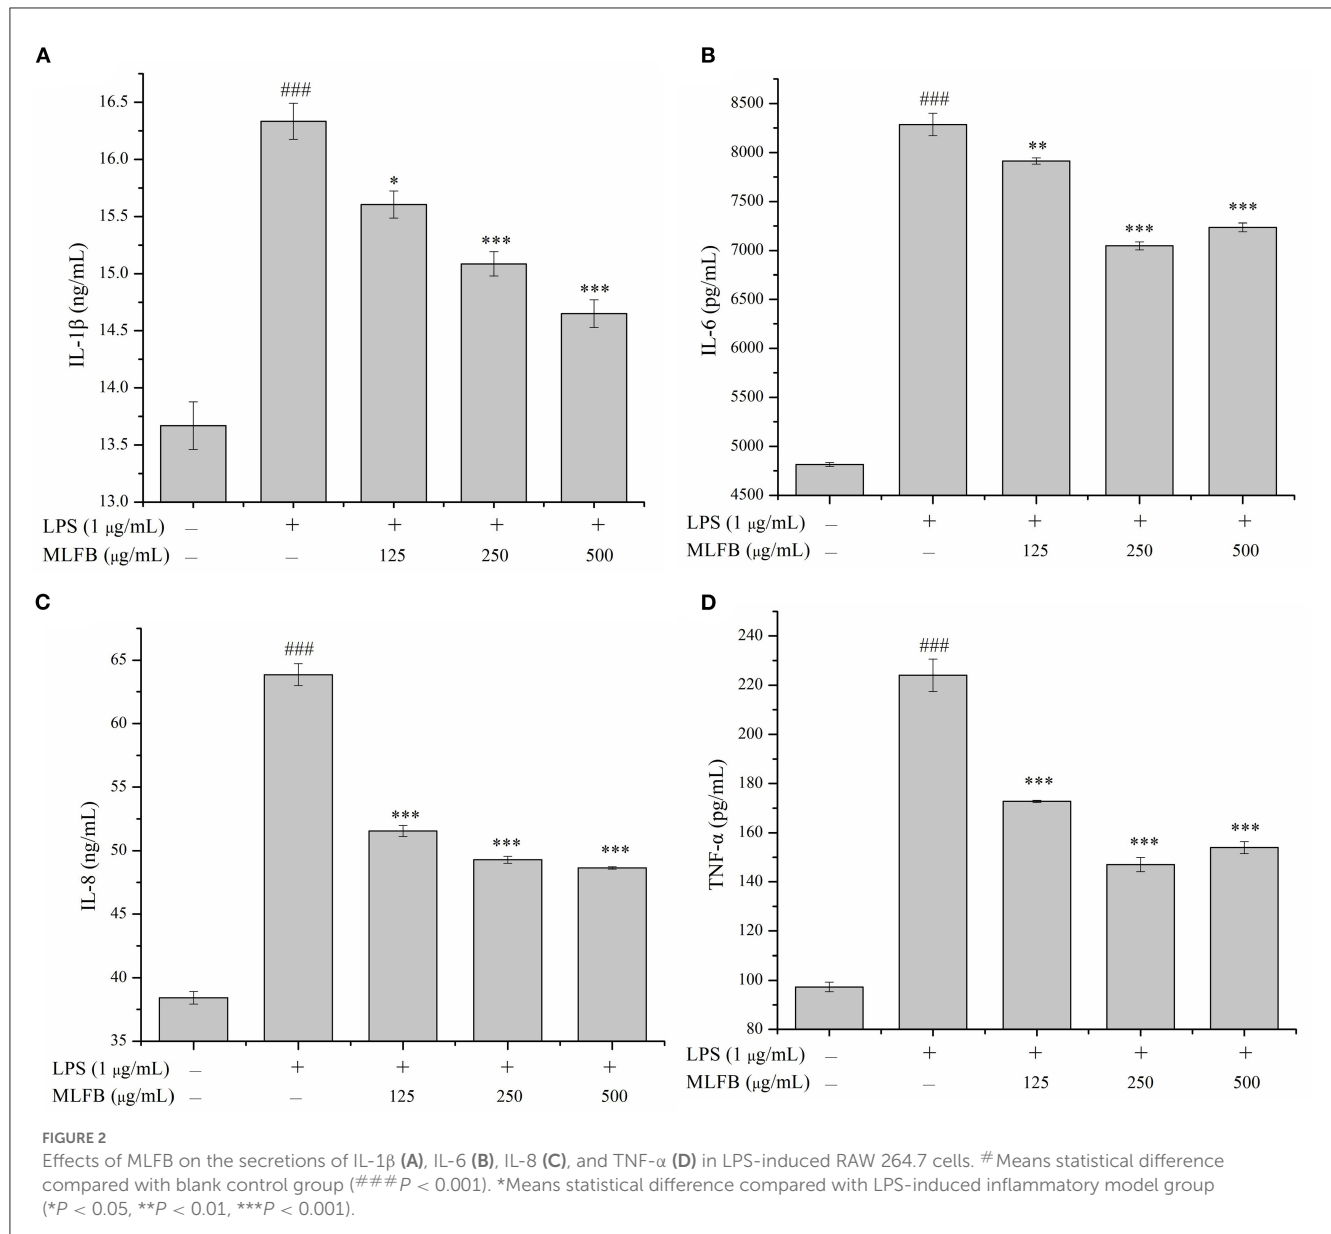 A
IL-1β (ng/mL)
16.5
16.0
15.5
15.0
14.5
14.0
13.5
13.0
###
*
***
***
LPS (1 μg/mL) – + + + +
MLFB (μg/mL) – – 125 250 500
B
IL-6 (pg/mL)
8500
8000
7500
7000
6500
6000
5500
5000
4500
###
**
***
***
LPS (1 μg/mL) – + + + +
MLFB (μg/mL) – – 125 250 500
C
IL-8 (ng/mL)
65
60
55
50
45
40
35
###
***
***
***
LPS (1 μg/mL) – + + + +
MLFB (μg/mL) – – 125 250 500
D
TNF-α (pg/mL)
240
220
200
180
160
140
120
100
80
###
***
***
***
LPS (1 μg/mL) – + + + +
MLFB (μg/mL) – – 125 250 500
FIGURE 2
Effects of MLFB on the secretions of IL-1β (A), IL-6 (B), IL-8 (C), and TNF-α (D) in LPS-induced RAW 264.7 cells. #Means statistical difference
compared with blank control group (###P < 0.001). *Means statistical difference compared with LPS-induced inflammatory model group
(*P < 0.05, **P < 0.01, ***P < 0.001).